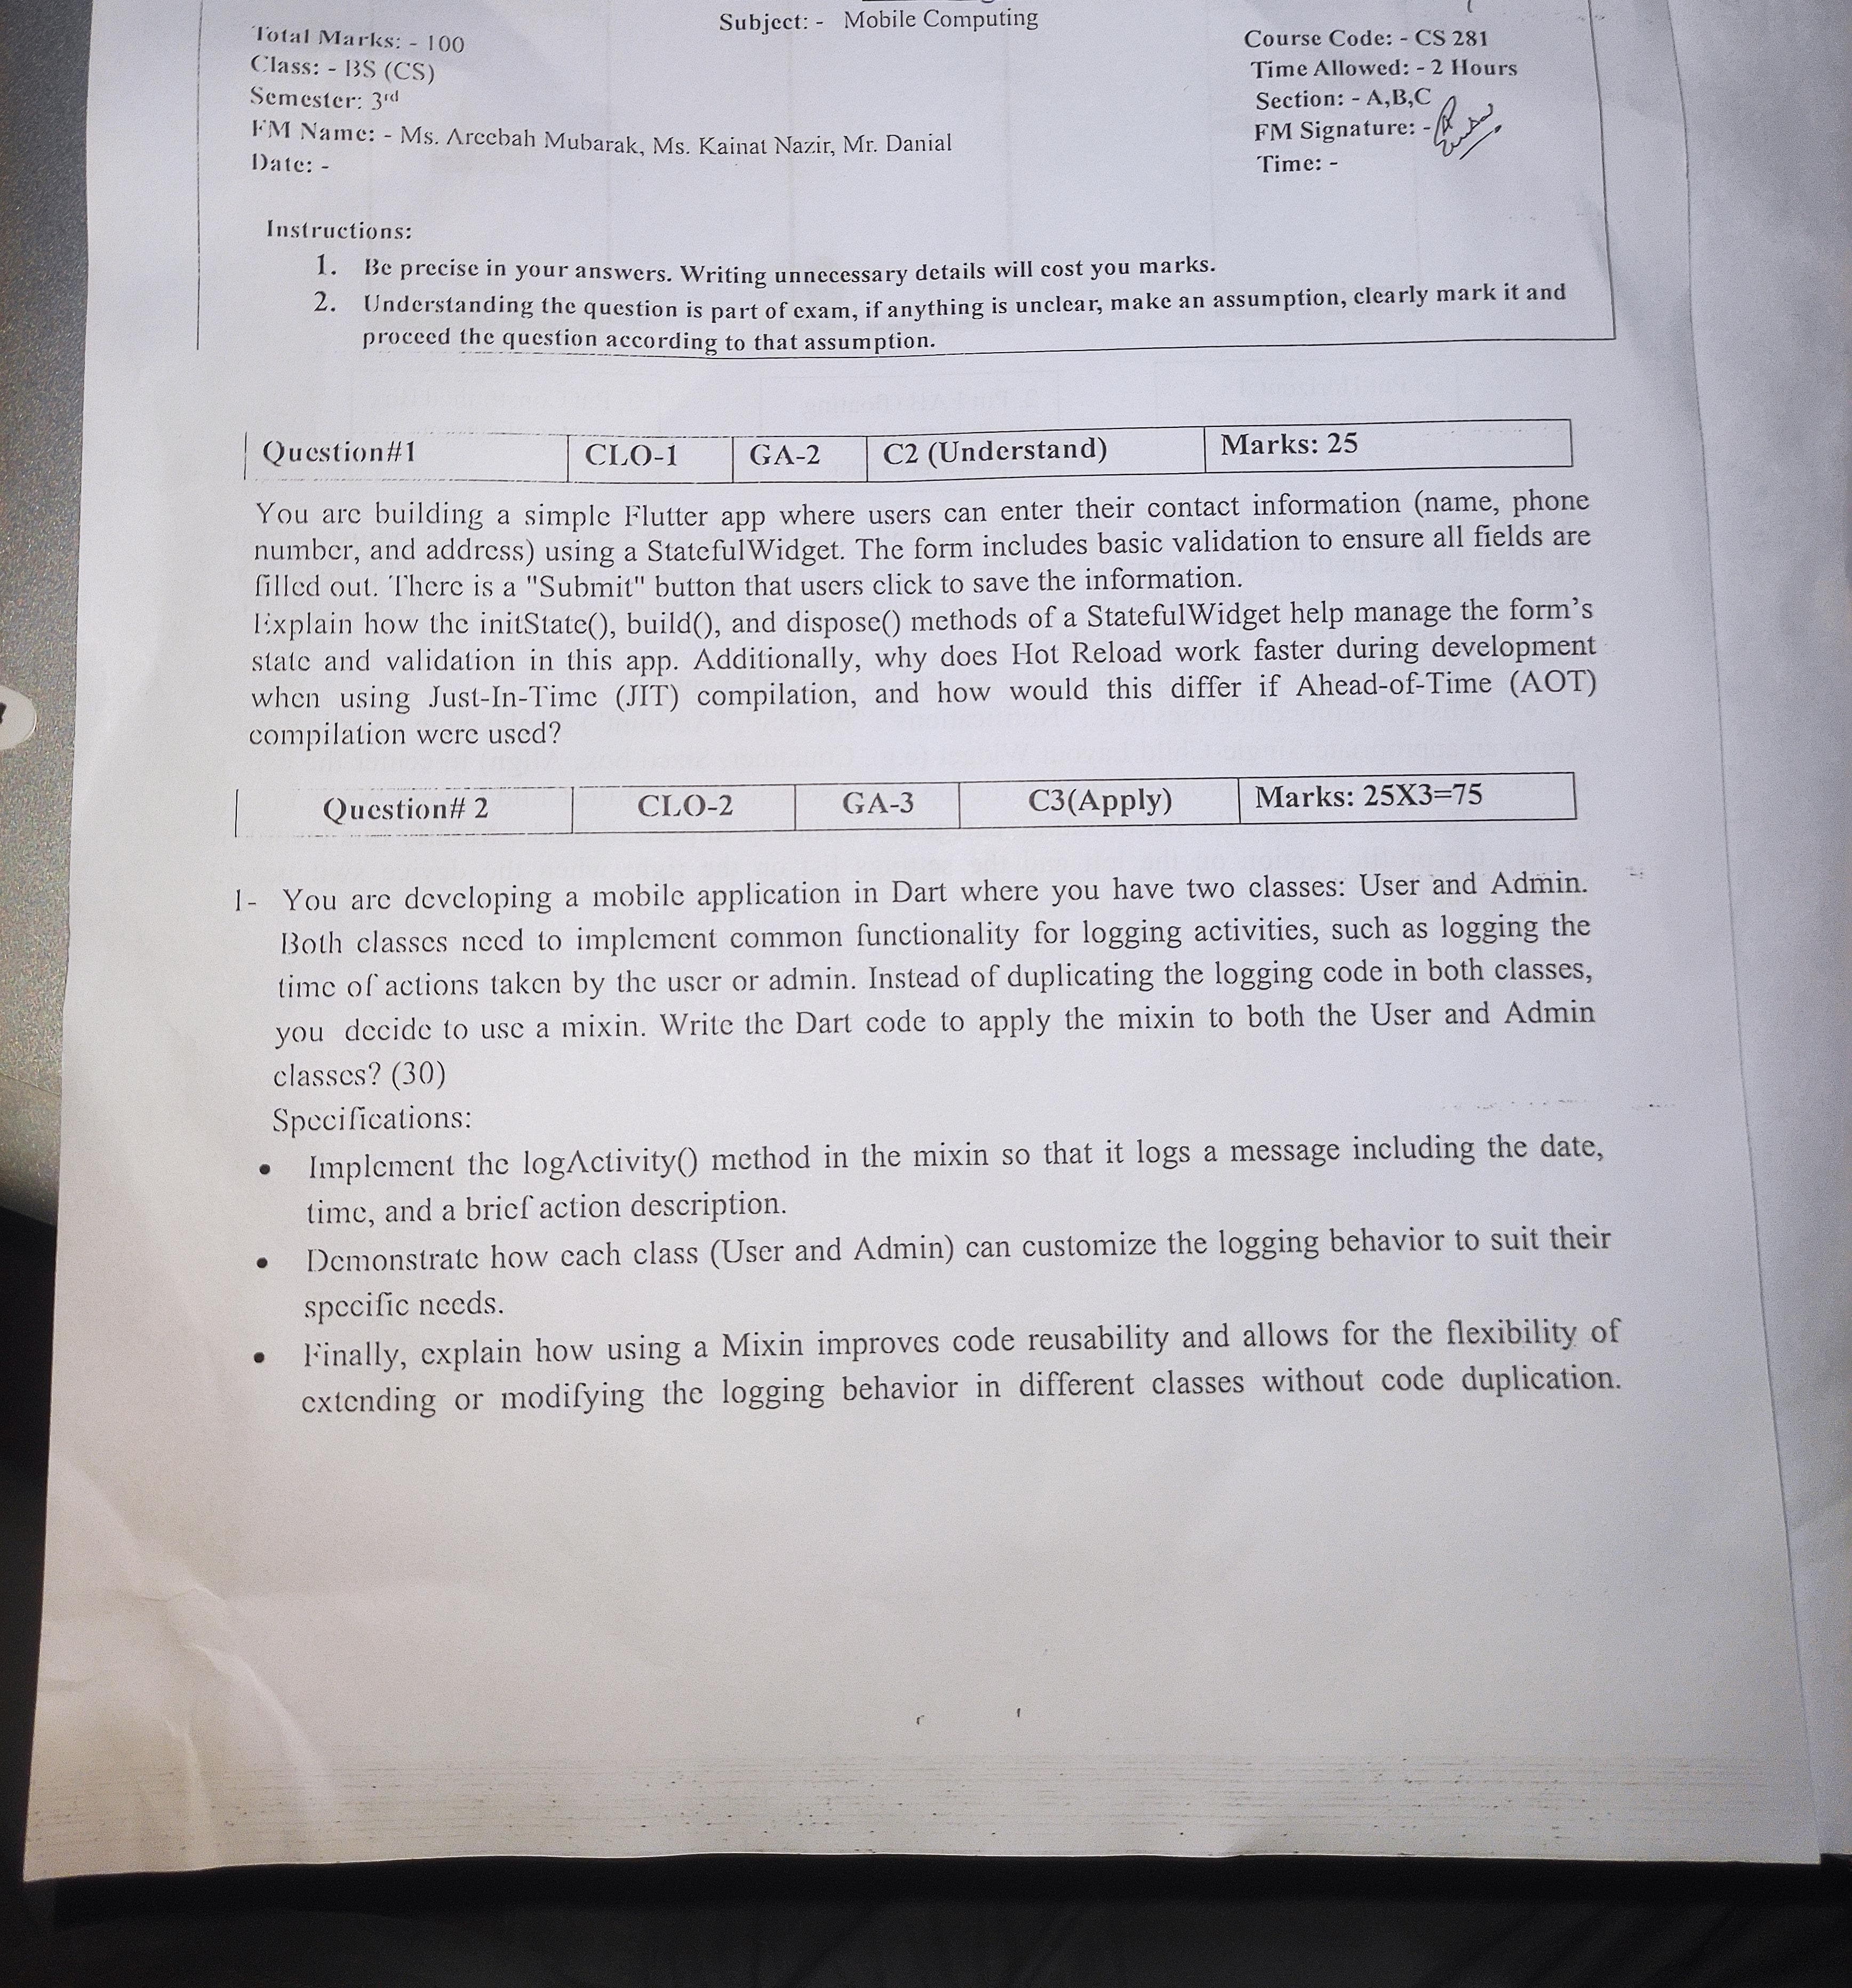 Subject: - Mobile Computing
Total Marks: - 100
Course Code: - CS 281
Class: - BS (CS)
Time Allowed: - 2 Hours
Semester: 3rd
Section: - A,B,C
FM Name: - Ms. Areebah Mubarak, Ms. Kainat Nazir, Mr. Danial
FM Signature: -
Date: -
Time: -
Instructions:
1. Be precise in your answers. Writing unnecessary details will cost you marks.
2. Understanding the question is part of exam, if anything is unclear, make an assumption, clearly mark it and
proceed the question according to that assumption.
Question#1 CLO-1 GA-2 C2 (Understand) Marks: 25
You are building a simple Flutter app where users can enter their contact information (name, phone
number, and address) using a StatefulWidget. The form includes basic validation to ensure all fields are
filled out. There is a "Submit" button that users click to save the information.
Explain how the initState(), build(), and dispose() methods of a StatefulWidget help manage the form's
state and validation in this app. Additionally, why does Hot Reload work faster during development
when using Just-In-Time (JIT) compilation, and how would this differ if Ahead-of-Time (AOT)
compilation were used?
Question# 2 CLO-2 GA-3 C3(Apply) Marks: 25X3=75
1- You are developing a mobile application in Dart where you have two classes: User and Admin.
Both classes need to implement common functionality for logging activities, such as logging the
time of actions taken by the user or admin. Instead of duplicating the logging code in both classes,
you decide to use a mixin. Write the Dart code to apply the mixin to both the User and Admin
classes? (30)
Specifications:
• Implement the logActivity() method in the mixin so that it logs a message including the date,
time, and a brief action description.
• Demonstrate how each class (User and Admin) can customize the logging behavior to suit their
specific needs.
• Finally, explain how using a Mixin improves code reusability and allows for the flexibility of
extending or modifying the logging behavior in different classes without code duplication.